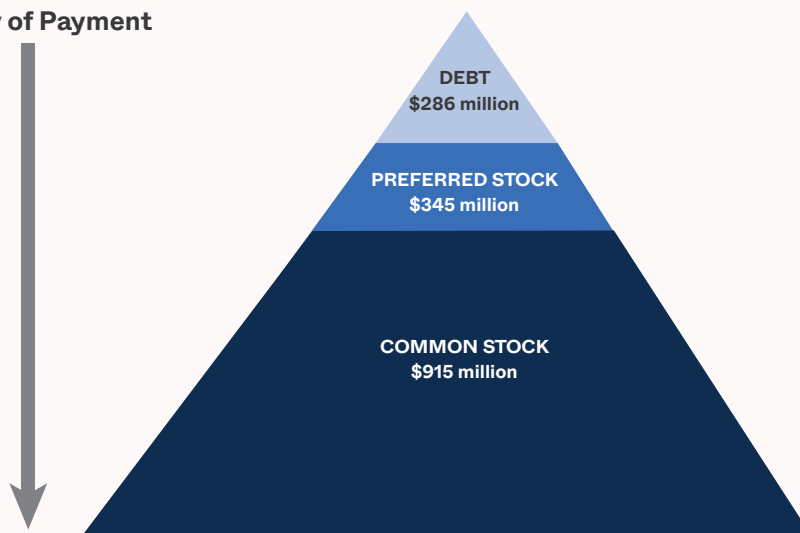 of Payment
DEBT
$286 million
PREFERRED STOCK
$345 million
COMMON STOCK
$915 million